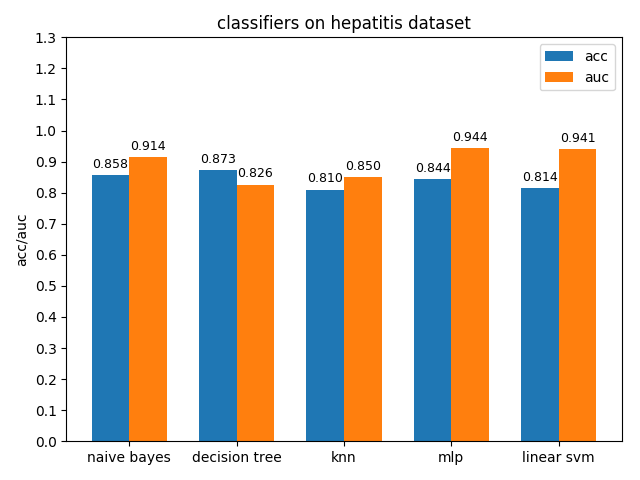 classifiers on hepatitis dataset
1.3
1.2
1.1
1.0
0.9
0.8
0.7
0.6
0.5
0.4
0.3
0.2
0.1
0.0
acc/auc
acc
auc
0.858
0.914
0.873
0.826
0.810
0.850
0.844
0.944
0.814
0.941
naive bayes
decision tree
knn
mlp
linear svm